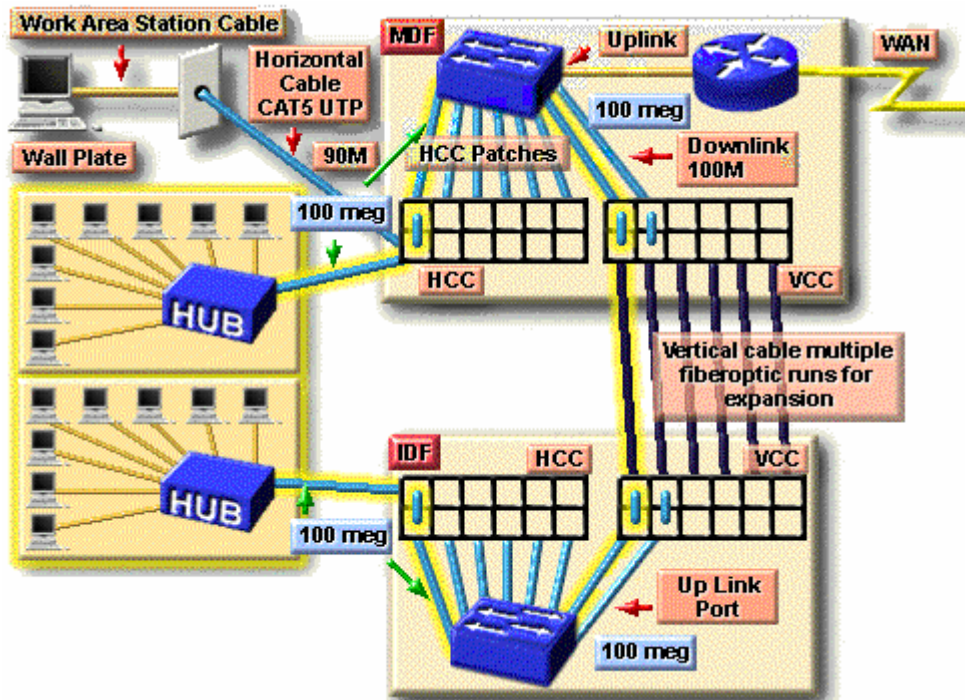 Work Area Station Cable
MDF
Uplink
WAN
Horizontal
Cable
CAT5 UTP
100 meg
Wall Plate
90M
HCC Patches
Downlink
100M
100 meg
HUB
HCC
VCC
Vertical cable multiple
fiberoptic runs for
expansion
IDF
HCC
VCC
HUB
100 meg
Up Link
Port
100 meg